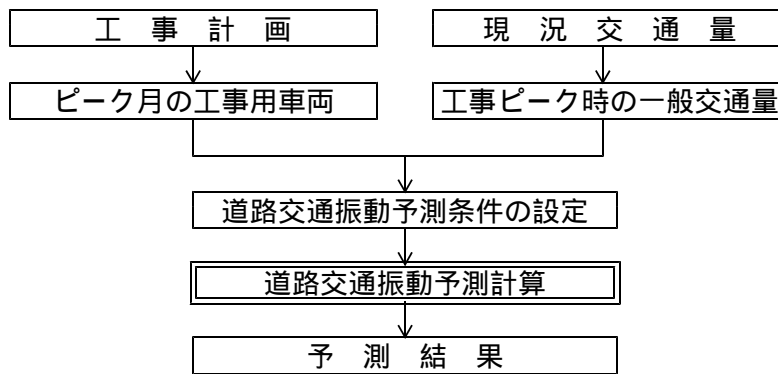 工事計画
現況交通量
ピーク月の工事用車両
工事ピーク時の一般交通量
道路交通振動予測条件の設定
道路交通振動予測計算
予測結果